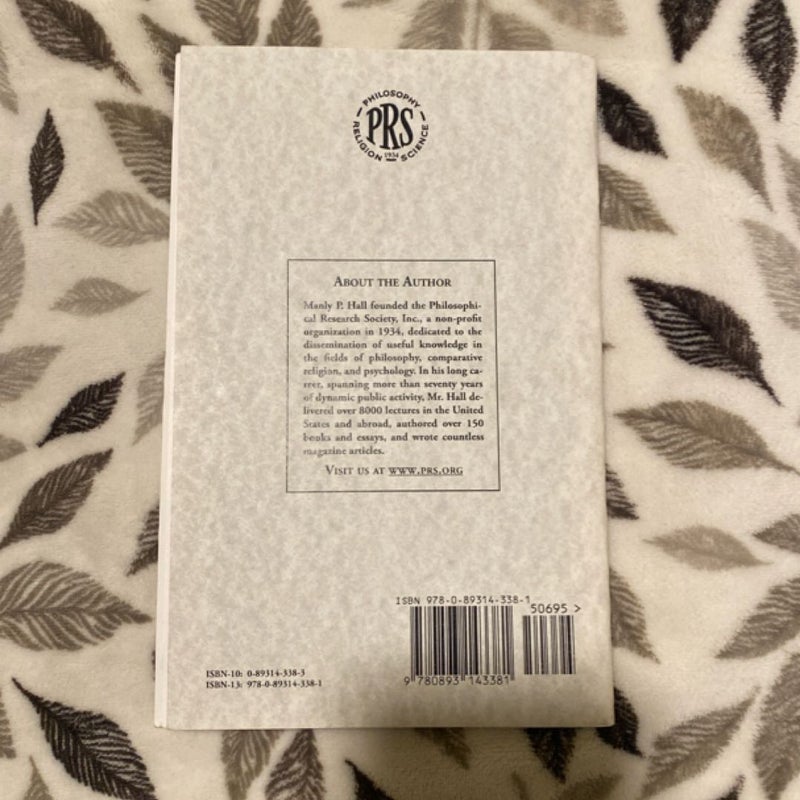 PHILOSOPHY
PRS
RELIGION 1934 SCIENCE
ABOUT THE AUTHOR
Manly P. Hall founded the Philosophi-
cal Research Society, Inc., a non-profit
organization in 1934, dedicated to the
dissemination of useful knowledge in
the fields of philosophy, comparative
religion, and psychology. In his long ca-
reer, spanning more than seventy years
of dynamic public activity, Mr. Hall de-
livered over 8000 lectures in the United
States and abroad, authored over 150
books and essays, and wrote countless
magazine articles.
VISIT US AT WWW.PRS.ORG
ISBN 978-0-89314-338-1
50695 >
9 780893 143381
ISBN-10: 0-89314-338-3
ISBN-13: 978-0-89314-338-1